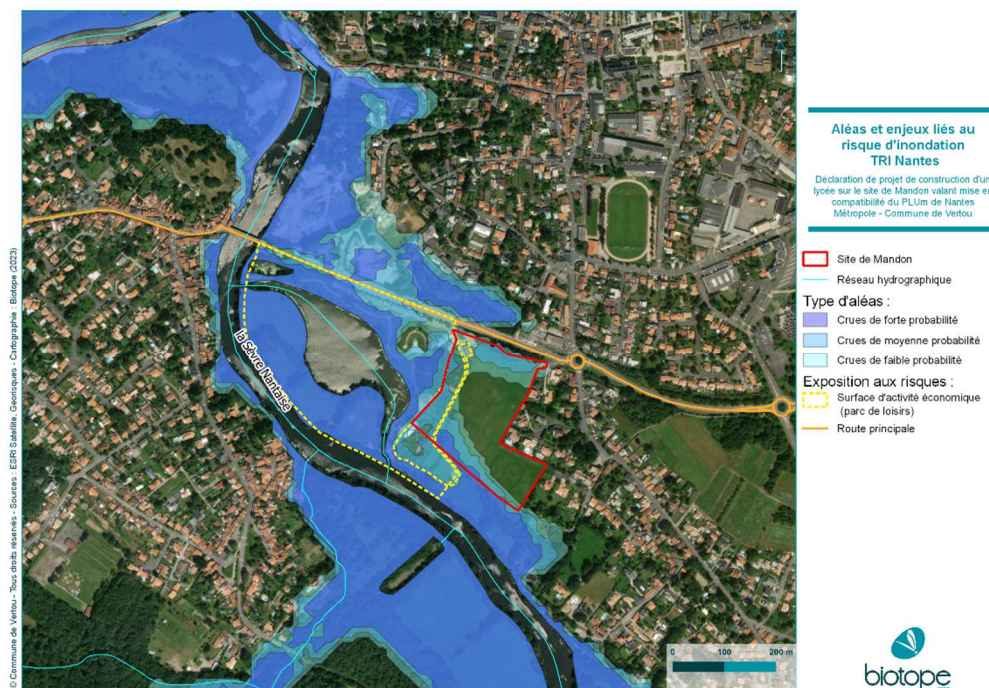 Aléas et enjeux liés au
risque d'inondation
TRI Nantes
Déclaration de projet de construction d'un
lycée sur le site de Mandon valant mise en
compatibilité du PLUm de Nantes
Métropole - Commune de Vertou
Site de Mandon
Réseau hydrographique
Type d'aléas :
Crues de forte probabilité
Crues de moyenne probabilité
Crues de faible probabilité
Exposition aux risques :
Surface d'activité économique
(parc de loisirs)
Route principale
la Sèvre Nantaise
N
0 100 200 m
© Commune de Vertou - Tous droits réservés - Sources : ESRI Satellite, Georisques - Cartographie : Biotope (2023)
biotope